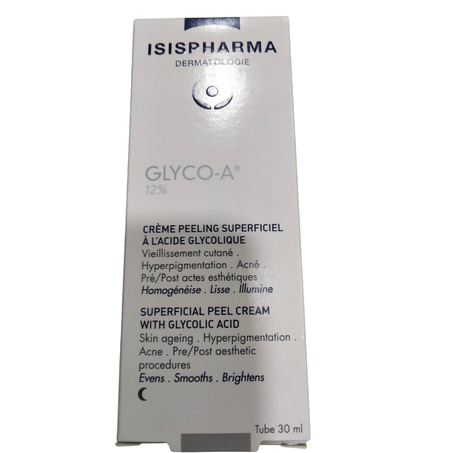 ISISPHARMA
DERMATOLOGIE
GLYCO-A®
12%
CRÈME PEELING SUPERFICIEL
À L'ACIDE GLYCOLIQUE
Vieillissement cutané .
Hyperpigmentation . Acné .
Pré/Post actes esthétiques
Homogénéise . Lisse . Illumine
SUPERFICIAL PEEL CREAM
WITH GLYCOLIC ACID
Skin ageing . Hyperpigmentation .
Acne . Pre/Post aesthetic
procedures
Evens . Smooths . Brightens
Tube 30 ml